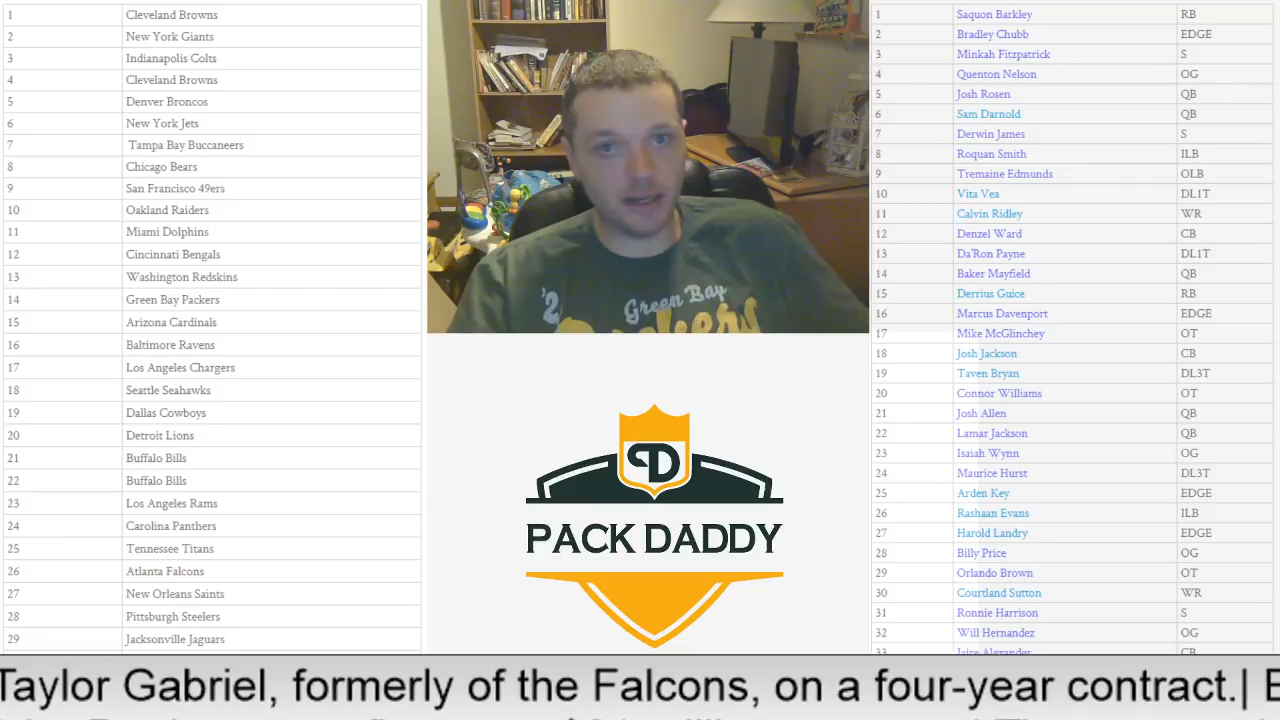 1 Cleveland Browns
2 New York Giants
3 Indianapolis Colts
4 Cleveland Browns
5 Denver Broncos
6 New York Jets
7 Tampa Bay Buccaneers
8 Chicago Bears
9 San Francisco 49ers
10 Oakland Raiders
11 Miami Dolphins
12 Cincinnati Bengals
13 Washington Redskins
14 Green Bay Packers
15 Arizona Cardinals
16 Baltimore Ravens
17 Los Angeles Chargers
18 Seattle Seahawks
19 Dallas Cowboys
20 Detroit Lions
21 Buffalo Bills
22 Buffalo Bills
23 Los Angeles Rams
24 Carolina Panthers
25 Tennessee Titans
26 Atlanta Falcons
27 New Orleans Saints
28 Pittsburgh Steelers
29 Jacksonville Jaguars
Green Bay
Packers
PD
PACK DADDY
1 Saquon Barkley RB
2 Bradley Chubb EDGE
3 Minkah Fitzpatrick S
4 Quenton Nelson OG
5 Josh Rosen QB
6 Sam Darnold QB
7 Derwin James S
8 Roquan Smith ILB
9 Tremaine Edmunds OLB
10 Vita Vea DL1T
11 Calvin Ridley WR
12 Denzel Ward CB
13 Da'Ron Payne DL1T
14 Baker Mayfield QB
15 Derrius Guice RB
16 Marcus Davenport EDGE
17 Mike McGlinchey OT
18 Josh Jackson CB
19 Taven Bryan DL3T
20 Connor Williams OT
21 Josh Allen QB
22 Lamar Jackson QB
23 Isaiah Wynn OG
24 Maurice Hurst DL3T
25 Arden Key EDGE
26 Rashaan Evans ILB
27 Harold Landry EDGE
28 Billy Price OG
29 Orlando Brown OT
30 Courtland Sutton WR
31 Ronnie Harrison S
32 Will Hernandez OG
33 Jaire Alexander CB
Taylor Gabriel, formerly of the Falcons, on a four-year contract.|